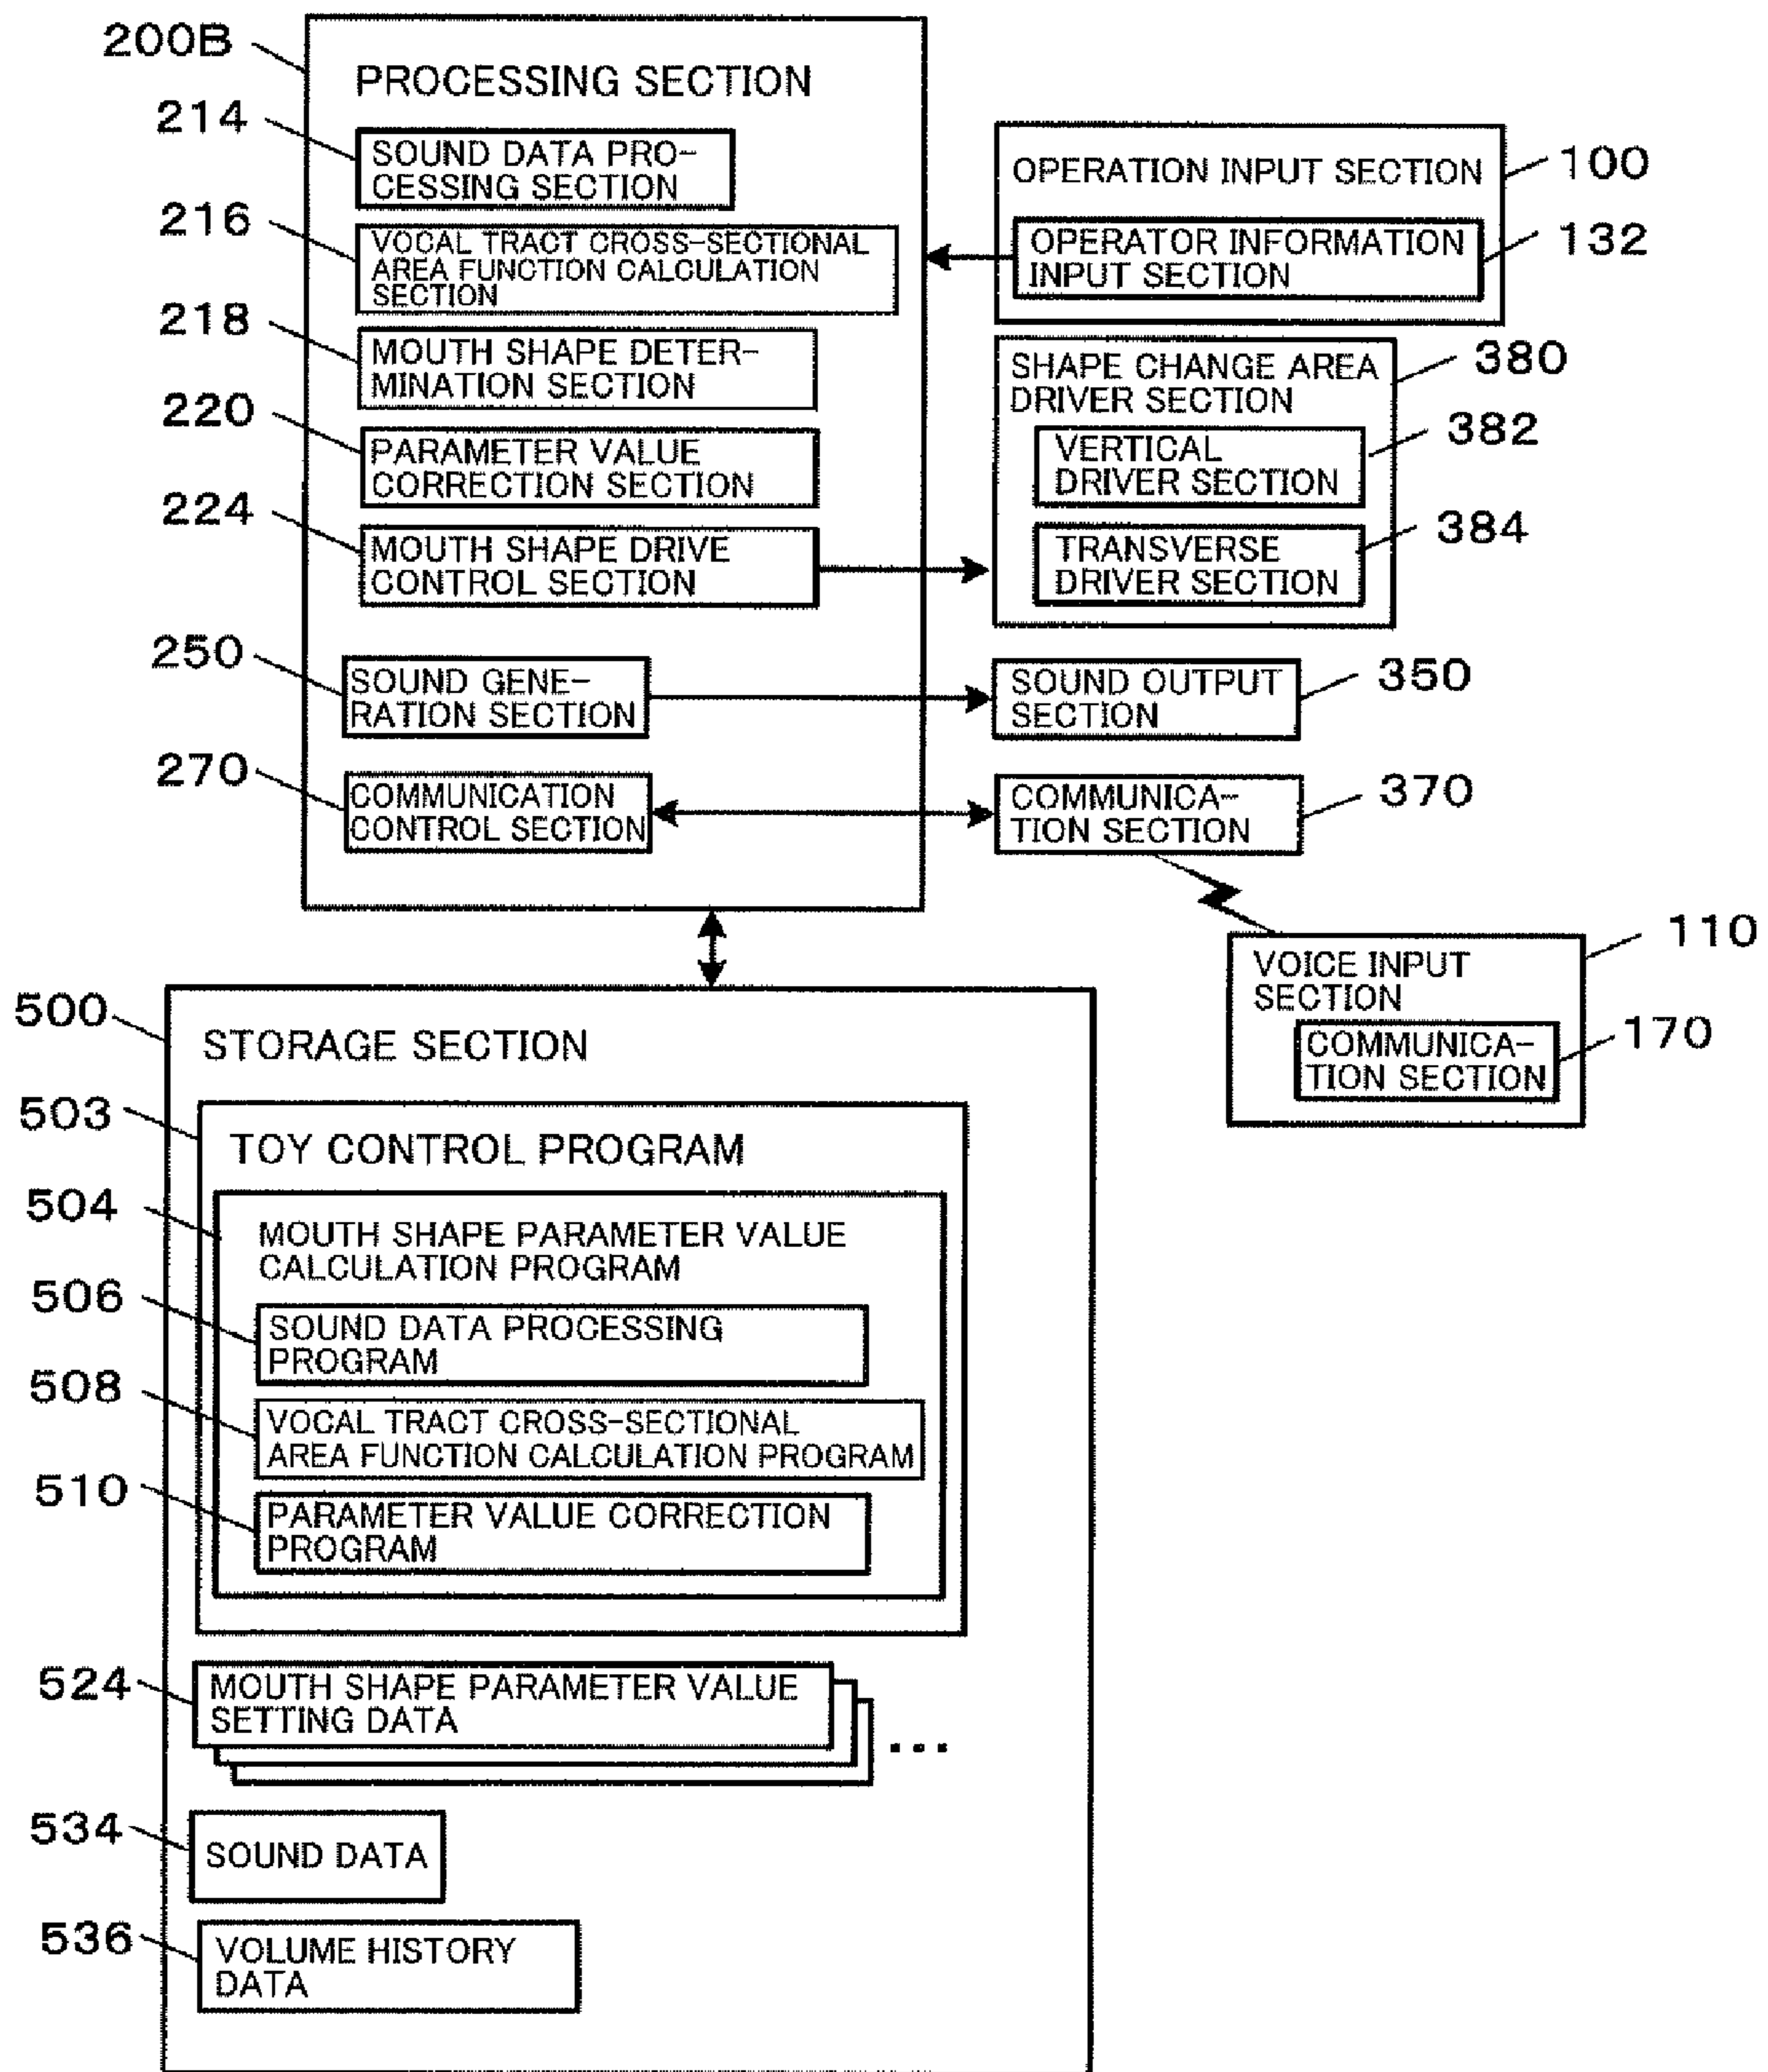 200B
PROCESSING SECTION
214
SOUND DATA PRO-
CESSING SECTION
216
VOCAL TRACT CROSS-SECTIONAL
AREA FUNCTION CALCULATION
SECTION
218
MOUTH SHAPE DETER-
MINATION SECTION
220
PARAMETER VALUE
CORRECTION SECTION
224
MOUTH SHAPE DRIVE
CONTROL SECTION
250
SOUND GENE-
RATION SECTION
270
COMMUNICATION
CONTROL SECTION
OPERATION INPUT SECTION
100
OPERATOR INFORMATION
INPUT SECTION
132
SHAPE CHANGE AREA
DRIVER SECTION
380
VERTICAL
DRIVER SECTION
382
TRANSVERSE
DRIVER SECTION
384
SOUND OUTPUT
SECTION
350
COMMUNICA-
TION SECTION
370
VOICE INPUT
SECTION
110
COMMUNICA-
TION SECTION
170
500
STORAGE SECTION
503
TOY CONTROL PROGRAM
504
MOUTH SHAPE PARAMETER VALUE
CALCULATION PROGRAM
506
SOUND DATA PROCESSING
PROGRAM
508
VOCAL TRACT CROSS-SECTIONAL
AREA FUNCTION CALCULATION PROGRAM
510
PARAMETER VALUE CORRECTION
PROGRAM
524
MOUTH SHAPE PARAMETER VALUE
SETTING DATA
...
534
SOUND DATA
536
VOLUME HISTORY
DATA